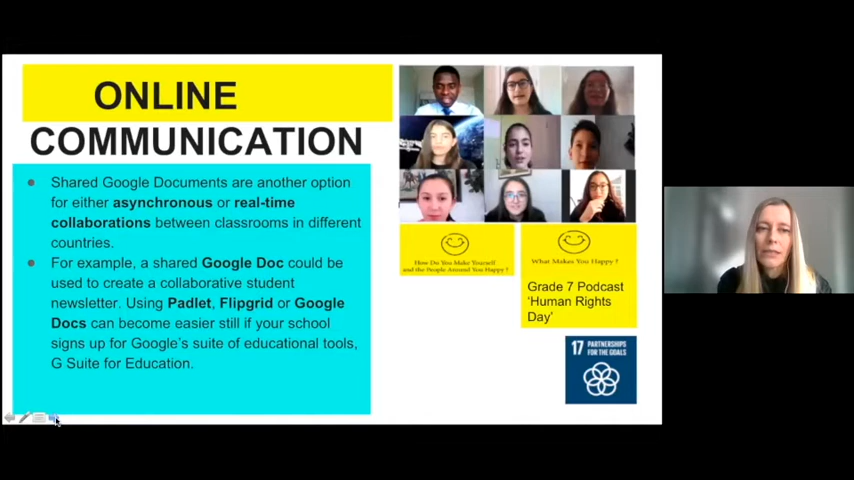 ONLINE
COMMUNICATION
Shared Google Documents are another option
for either asynchronous or real-time
collaborations between classrooms in different
countries.
For example, a shared Google Doc could be
used to create a collaborative student
newsletter. Using Padlet, Flipgrid or Google
Docs can become easier still if your school
signs up for Google's suite of educational tools,
G Suite for Education.
How Do You Make Yourself
and the People Around You Happy ?
What Makes You Happy ?
Grade 7 Podcast
‘Human Rights
Day’
17 PARTNERSHIPS
FOR THE GOALS